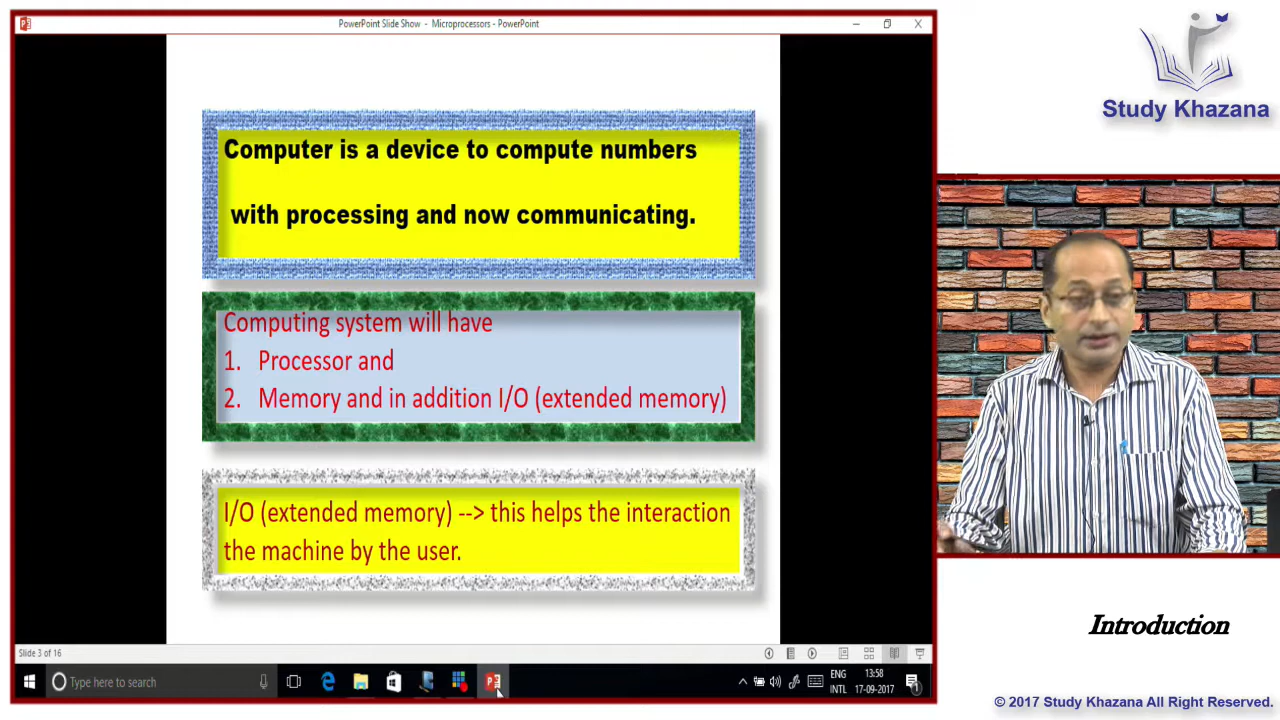 PowerPoint Slide Show - Microprocessors - PowerPoint
Study Khazana
Computer is a device to compute numbers
with processing and now communicating.
Computing system will have
1. Processor and
2. Memory and in addition I/O (extended memory)
I/O (extended memory) --> this helps the interaction
the machine by the user.
Introduction
Slide 3 of 16
Type here to search
ENG
INTL
13:58
17-09-2017
1
© 2017 Study Khazana All Right Reserved.